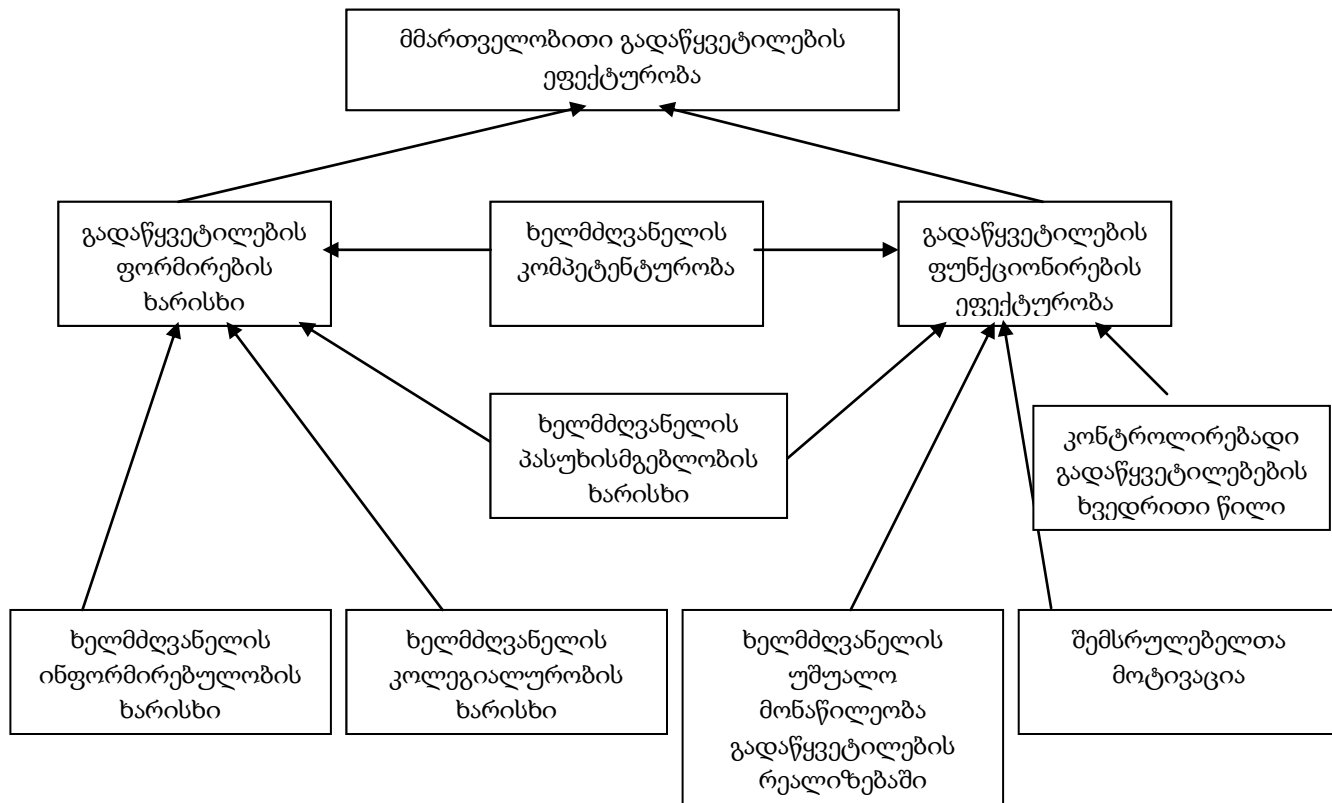 მმართველობითი გადაწყვეტილების
ეფექტურობა
გადაწყვეტილების
ფორმირების
ხარისხი
ხელმძღვანელის
კომპეტენტურობა
გადაწყვეტილების
ფუნქციონირების
ეფექტურობა
ხელმძღვანელის
პასუხისმგებლობის
ხარისხი
კონტროლირებადი
გადაწყვეტილებების
ხვედრითი წილი
ხელმძღვანელის
ინფორმირებულობის
ხარისხი
ხელმძღვანელის
კოლეგიალურობის
ხარისხი
ხელმძღვანელის
უშუალო
მონაწილეობა
გადაწყვეტილების
რეალიზებაში
შემსრულებელთა
მოტივაცია